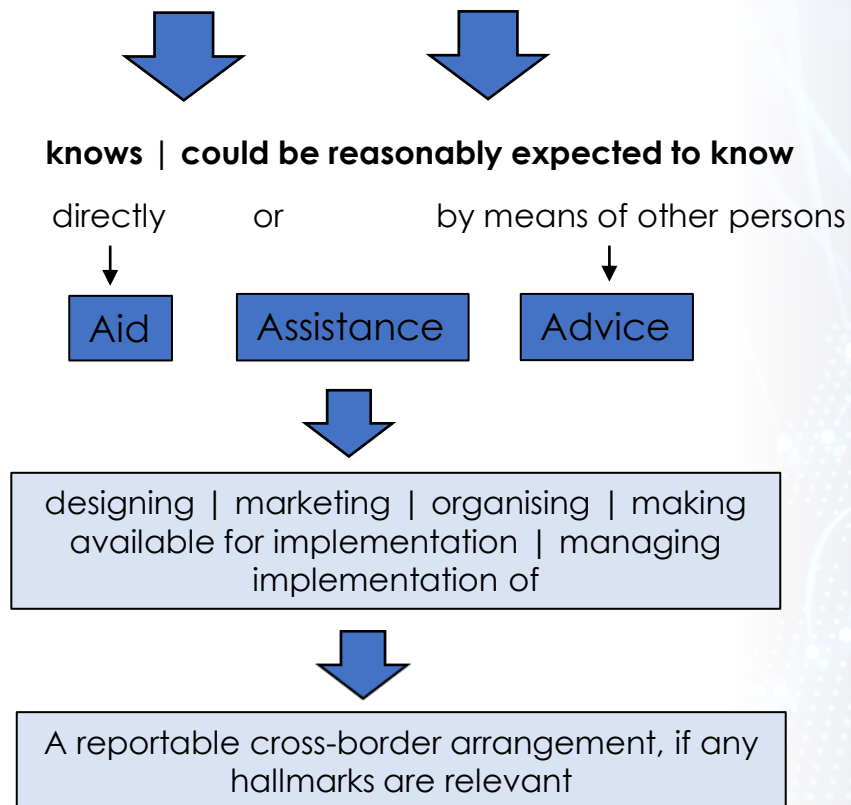 knows | could be reasonably expected to know
directly or by means of other persons
Aid Assistance Advice
designing | marketing | organising | making
available for implementation | managing
implementation of
A reportable cross-border arrangement, if any
hallmarks are relevant